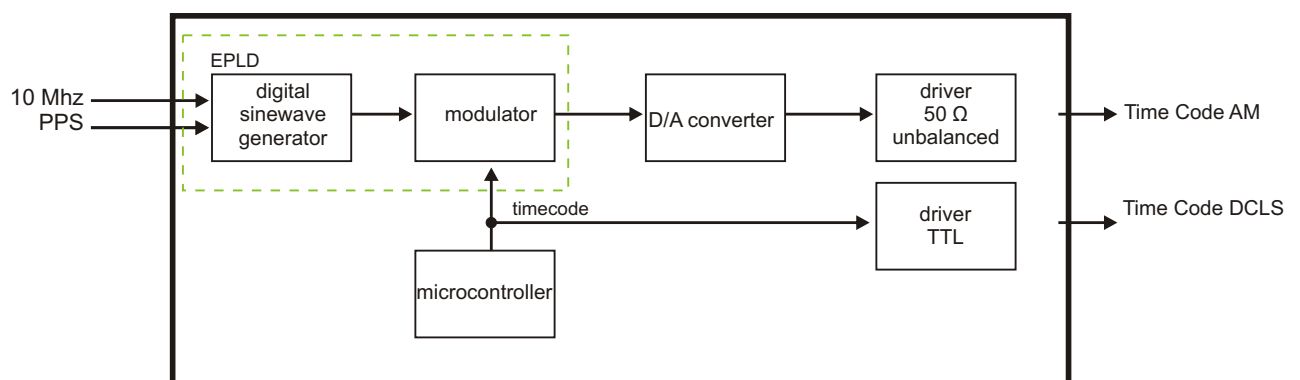 EPLD
10 Mhz
PPS
digital
sinewave
generator
modulator
D/A converter
driver
50 Ω
unbalanced
Time Code AM
timecode
driver
TTL
Time Code DCLS
microcontroller